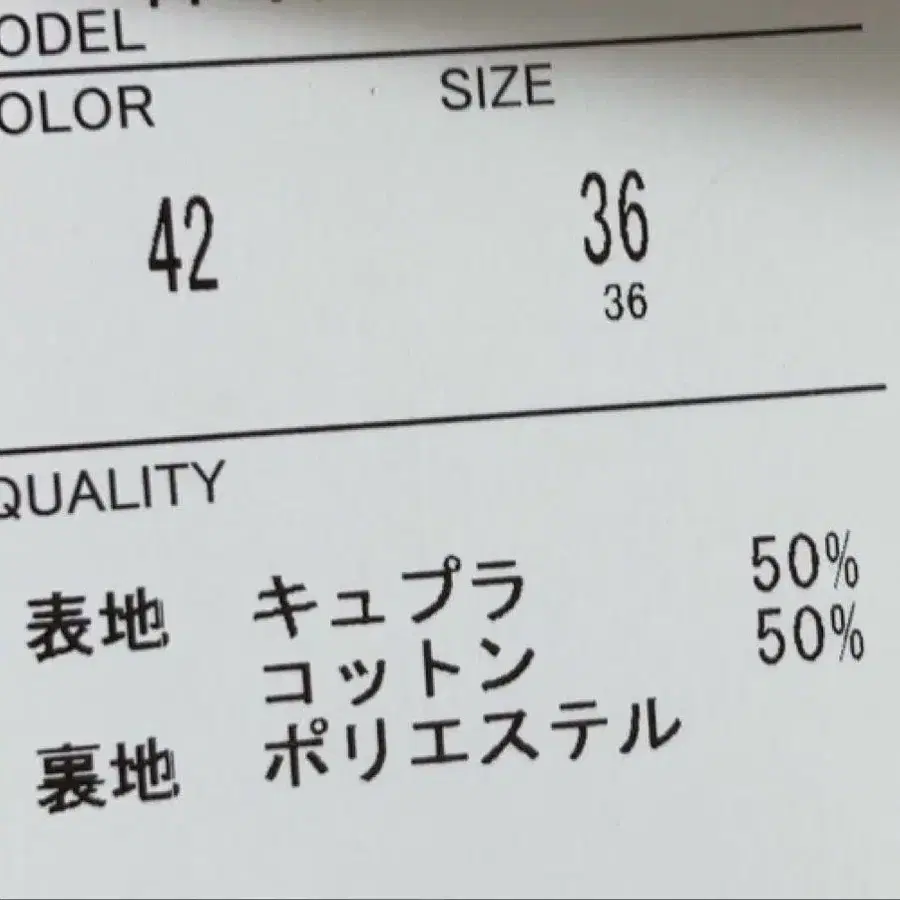 ODEL
OLOR SIZE
42 36
36
QUALITY
表地 キュプラ 50%
コットン 50%
裏地 ポリエステル